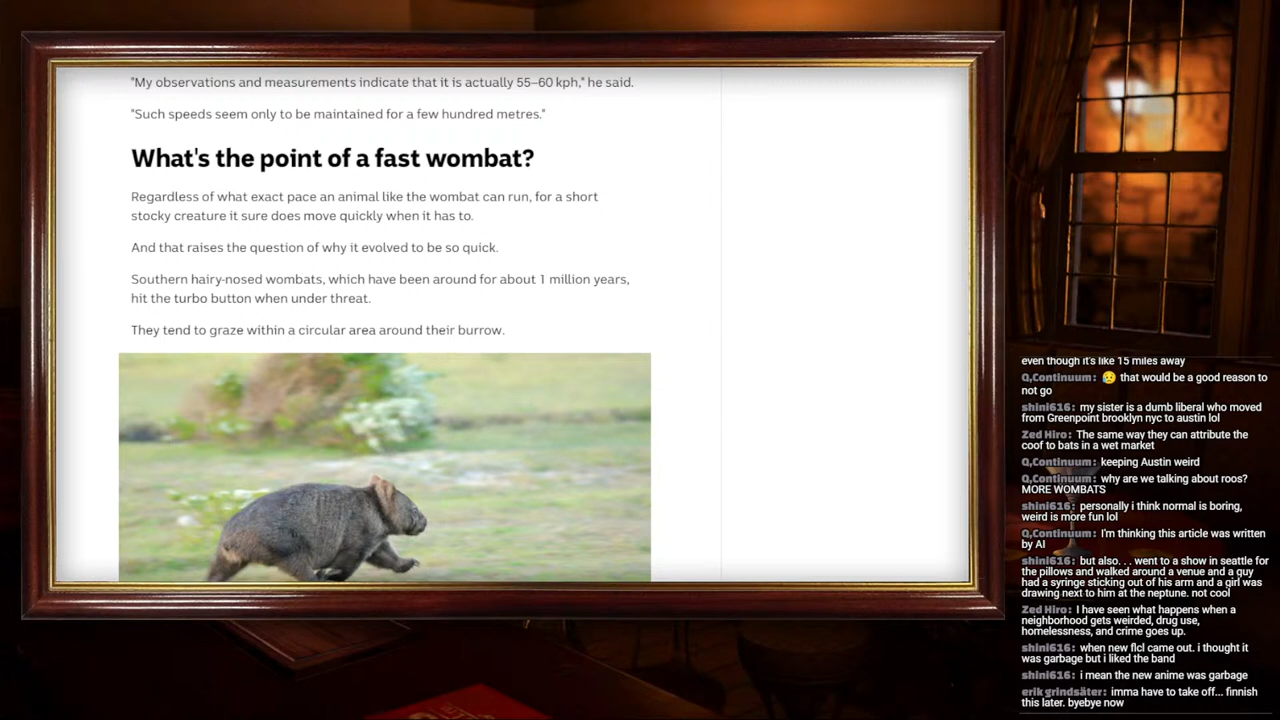 "My observations and measurements indicate that it is actually 55–60 kph," he said.
"Such speeds seem only to be maintained for a few hundred metres."
What's the point of a fast wombat?
Regardless of what exact pace an animal like the wombat can run, for a short
stocky creature it sure does move quickly when it has to.
And that raises the question of why it evolved to be so quick.
Southern hairy-nosed wombats, which have been around for about 1 million years,
hit the turbo button when under threat.
They tend to graze within a circular area around their burrow.
even though it's like 15 miles away
Q,Continuum: 😥 that would be a good reason to
not go
shini616: my sister is a dumb liberal who moved
from Greenpoint brooklyn nyc to austin lol
Zed Hiro: The same way they can attribute the
coof to bats in a wet market
Q,Continuum: keeping Austin weird
Q,Continuum: why are we talking about roos?
MORE WOMBATS
shini616: personally i think normal is boring,
weird is more fun lol
Q,Continuum: I'm thinking this article was written
by AI
shini616: but also. . . went to a show in seattle for
the pillows and walked around a venue and a guy
had a syringe sticking out of his arm and a girl was
drawing next to him at the neptune. not cool
Zed Hiro: I have seen what happens when a
neighborhood gets weirded, drug use,
homelessness, and crime goes up.
shini616: when new flcl came out. i thought it
was garbage but i liked the band
shini616: i mean the new anime was garbage
erik grindsäter: imma have to take off... finnish
this later. byebye now